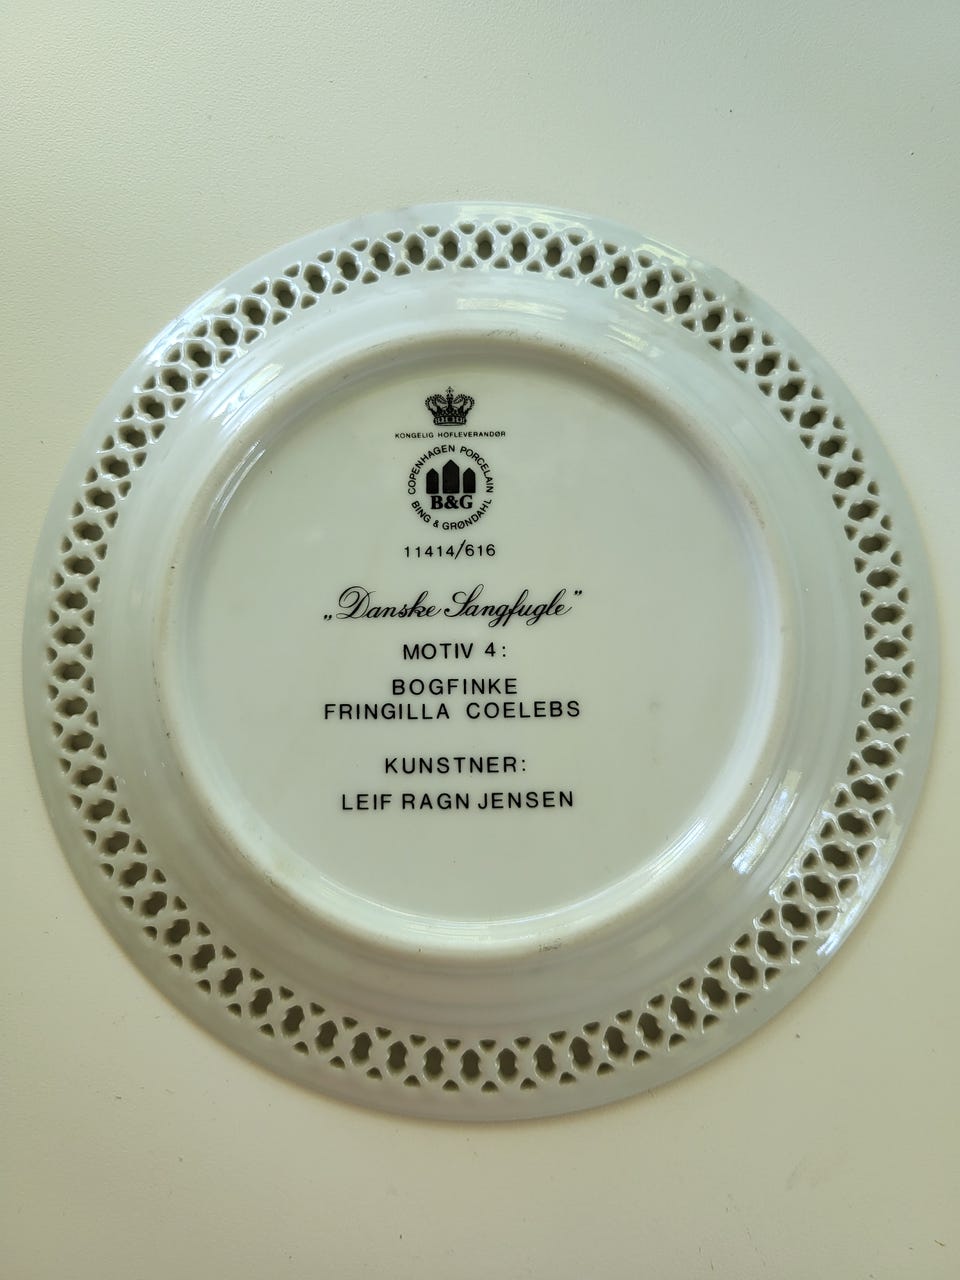 KONGELIG HOFLEVERANDØR
COPENHAGEN PORCELAIN
B&G
BING & GRØNDAHL
11414/616
„Danske Sangfugle”
MOTIV 4:
BOGFINKE
FRINGILLA COELEBS
KUNSTNER:
LEIF RAGN JENSEN